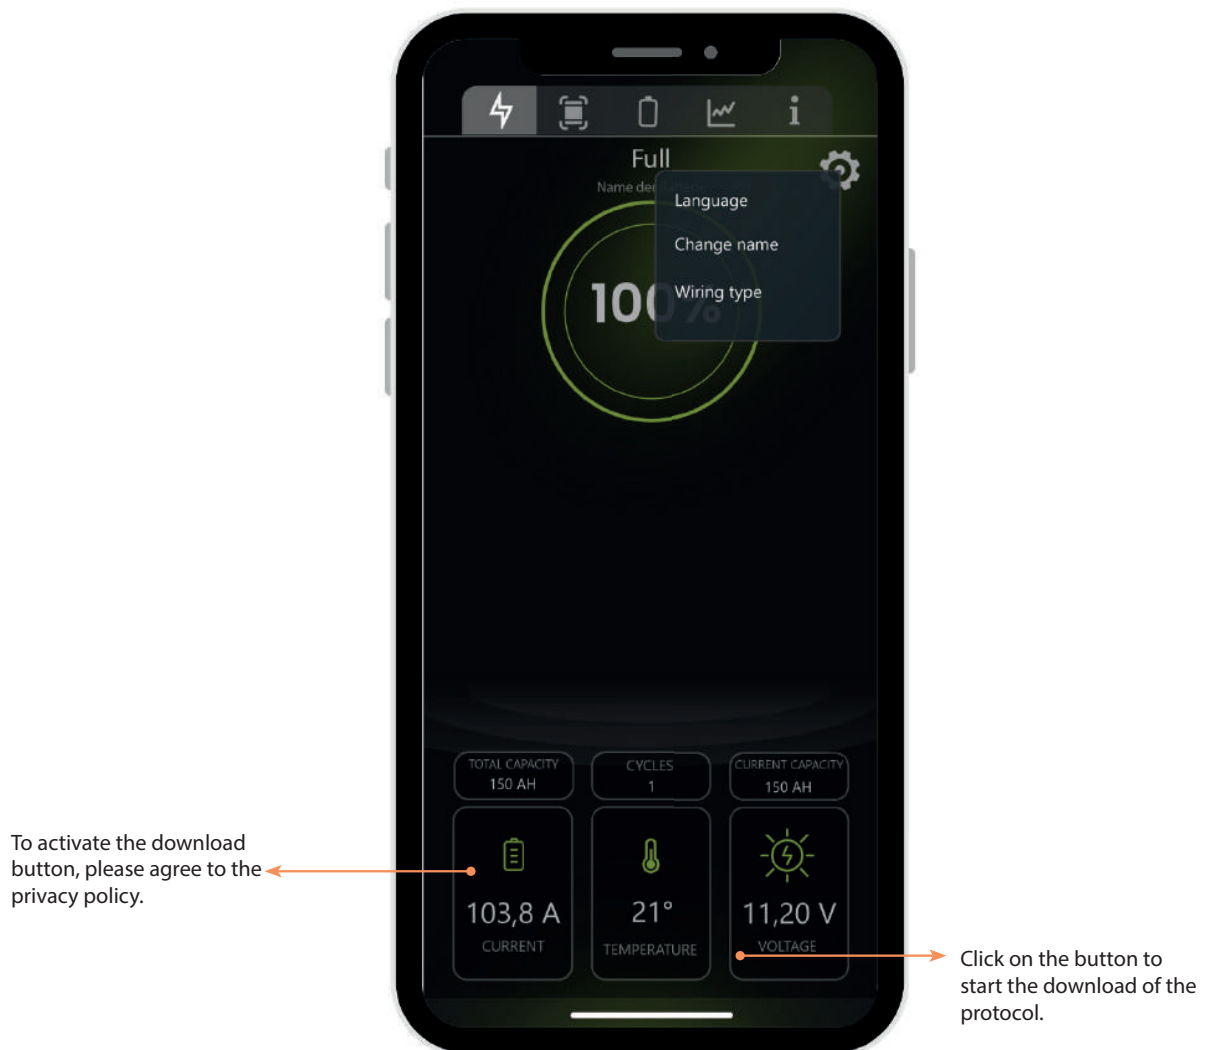 Full
Name der
Language
Change name
100%
Wiring type
TOTAL CAPACITY
150 AH
CYCLES
1
CURRENT CAPACITY
150 AH
103,8 A
CURRENT
21°
TEMPERATURE
11,20 V
VOLTAGE
To activate the download
button, please agree to the
privacy policy.
Click on the button to
start the download of the
protocol.